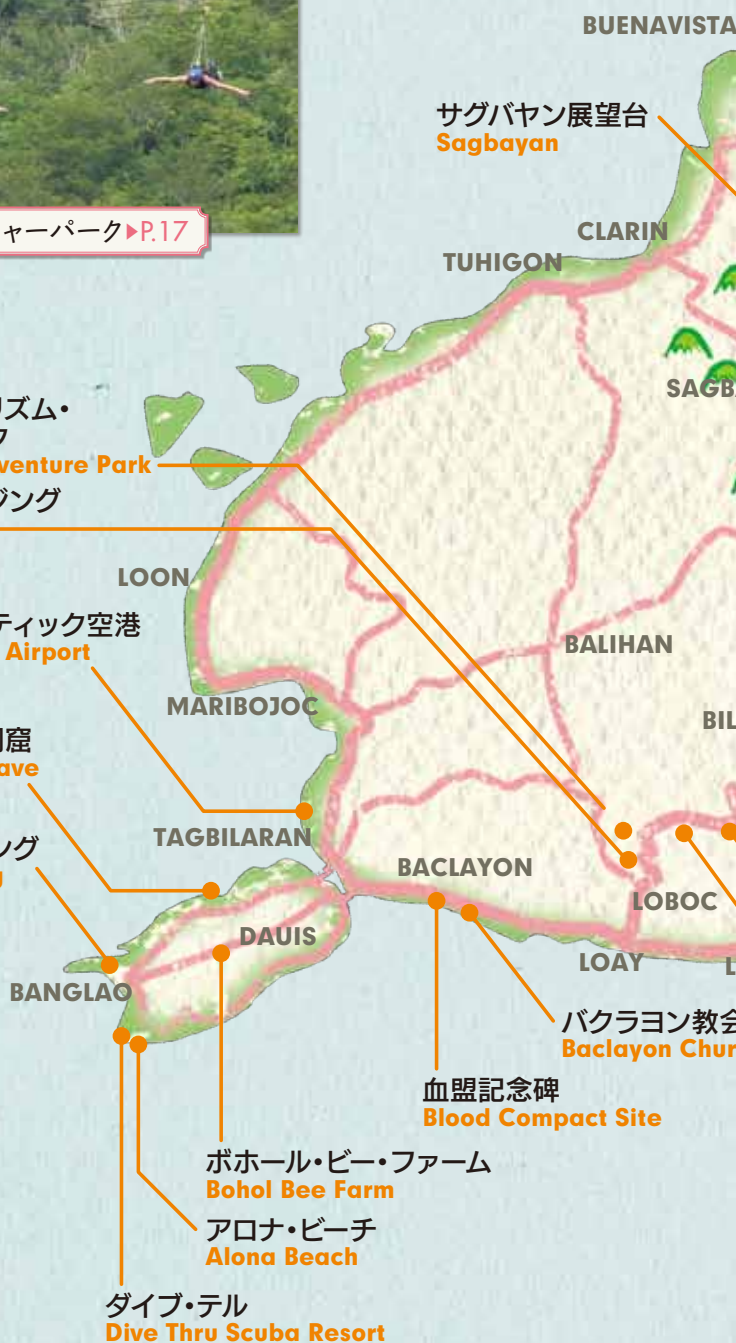 BUENAVISTA
サグバヤン展望台
Sagbayan
ャーパーク▶P.17
CLARIN
TUHIGON
リズム・
ク
venture Park
SAGB
ジング
LOON
ティック空港
Airport
BALIHAN
MARIBOJOC
BIL
洞窟
ave
TAGBILARAN
ング
g
BACLAYON
LOBOC
DAUIS
LOAY
L
BANGLAO
バクラヨン教会
Baclayon Chur
血盟記念碑
Blood Compact Site
ボホール・ビー・ファーム
Bohol Bee Farm
アロナ・ビーチ
Alona Beach
ダイブ・テル
Dive Thru Scuba Resort